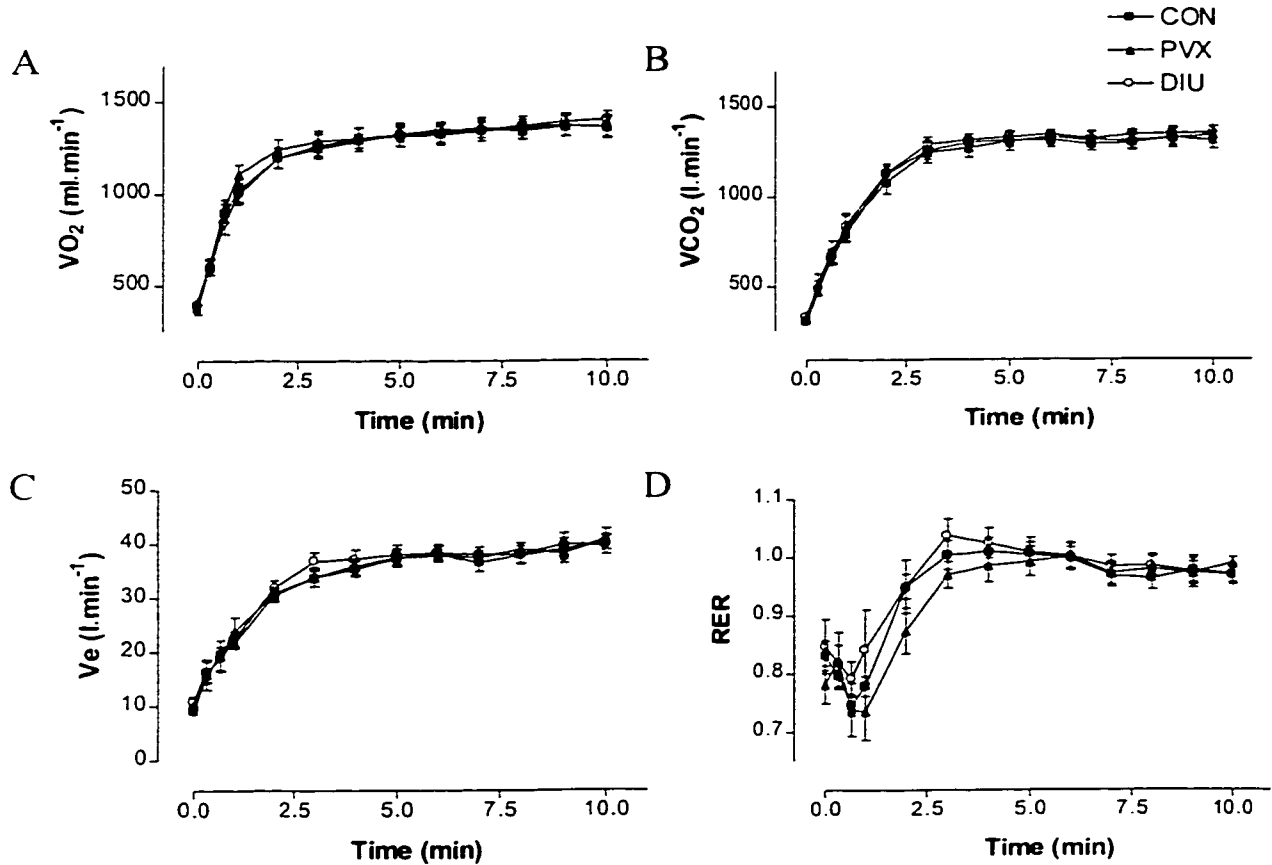 CON
PVX
DIU
A
VO₂ (ml.min⁻¹)
1500
1000
500
0.0 2.5 5.0 7.5 10.0
Time (min)
B
VCO₂ (l.min⁻¹)
1500
1000
500
0.0 2.5 5.0 7.5 10.0
Time (min)
C
Ve (l.min⁻¹)
50
40
30
20
10
0
0.0 2.5 5.0 7.5 10.0
Time (min)
D
RER
1.1
1.0
0.9
0.8
0.7
0.0 2.5 5.0 7.5 10.0
Time (min)